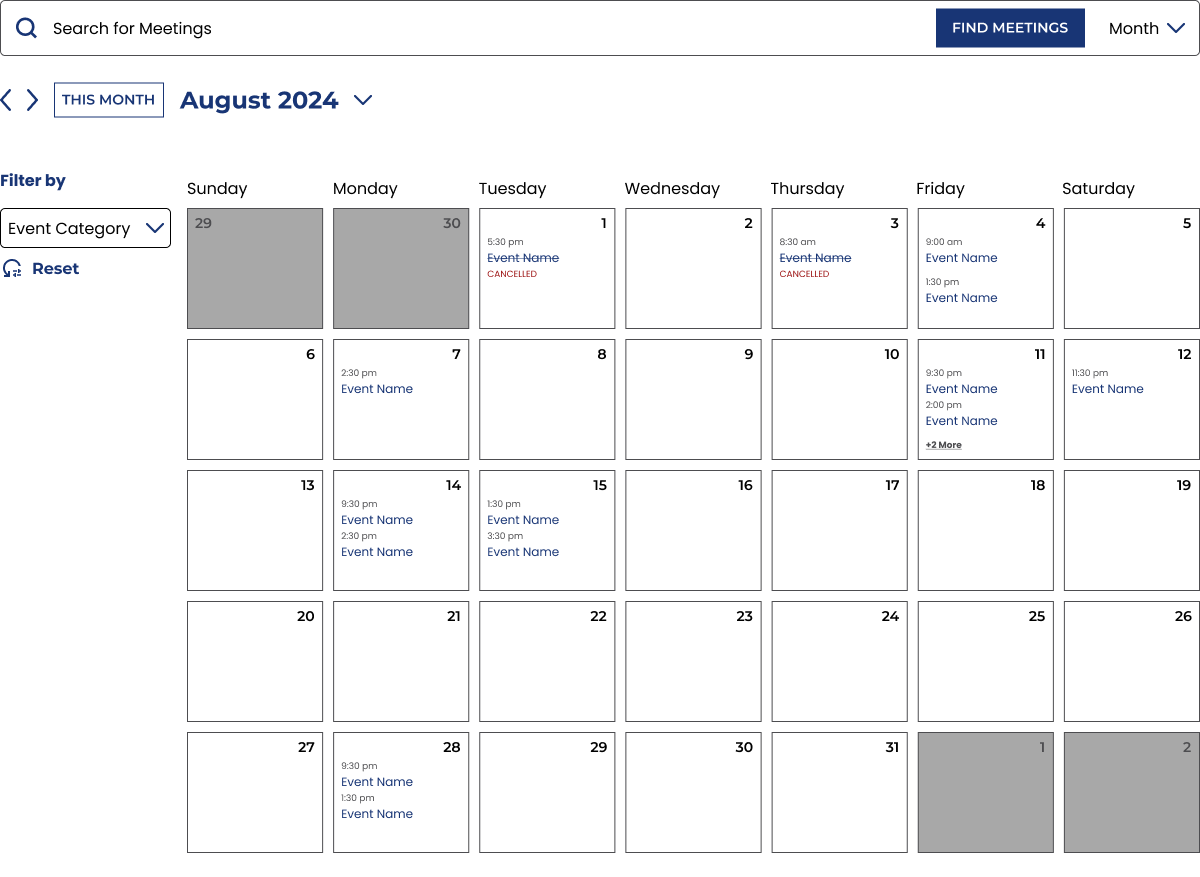 Search for Meetings
FIND MEETINGS
Month
THIS MONTH
August 2024
Filter by
Event Category
Reset
Sunday Monday Tuesday Wednesday Thursday Friday Saturday
29
30
1
5:30 pm
Event Name
CANCELLED
2
3
8:30 am
Event Name
CANCELLED
4
9:00 am
Event Name
1:30 pm
Event Name
5
6
7
2:30 pm
Event Name
8
9
10
11
9:30 pm
Event Name
2:00 pm
Event Name
+2 More
12
11:30 pm
Event Name
13
14
9:30 pm
Event Name
2:30 pm
Event Name
15
1:30 pm
Event Name
3:30 pm
Event Name
16
17
18
19
20
21
22
23
24
25
26
27
28
9:30 pm
Event Name
1:30 pm
Event Name
29
30
31
1
2